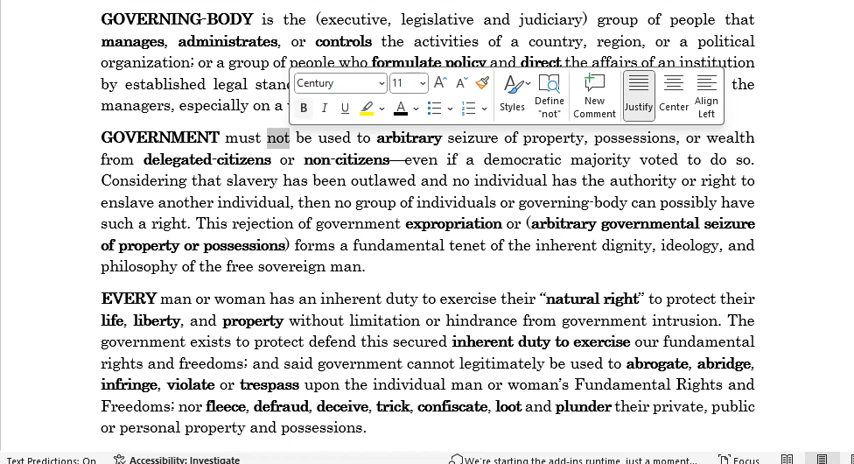 GOVERNING-BODY is the (executive, legislative and judiciary) group of people that
manages, administrates, or controls the activities of a country, region, or a political
organization; or a group of people who formulate policy and direct the affairs of an institution
by established legal stand the
managers, especially on a
Century 11
Styles Define "not" New Comment Justify Center Align Left
B I U A
GOVERNMENT must not be used to arbitrary seizure of property, possessions, or wealth
from delegated-citizens or non-citizens—even if a democratic majority voted to do so.
Considering that slavery has been outlawed and no individual has the authority or right to
enslave another individual, then no group of individuals or governing-body can possibly have
such a right. This rejection of government expropriation or (arbitrary governmental seizure
of property or possessions) forms a fundamental tenet of the inherent dignity, ideology, and
philosophy of the free sovereign man.
EVERY man or woman has an inherent duty to exercise their “natural right” to protect their
life, liberty, and property without limitation or hindrance from government intrusion. The
government exists to protect defend this secured inherent duty to exercise our fundamental
rights and freedoms; and said government cannot legitimately be used to abrogate, abridge,
infringe, violate or trespass upon the individual man or woman’s Fundamental Rights and
Freedoms; nor fleece, defraud, deceive, trick, confiscate, loot and plunder their private, public
or personal property and possessions.
Text Predictions: On Accessibility: Investigate We're starting the add-ins runtime, just a moment... Focus